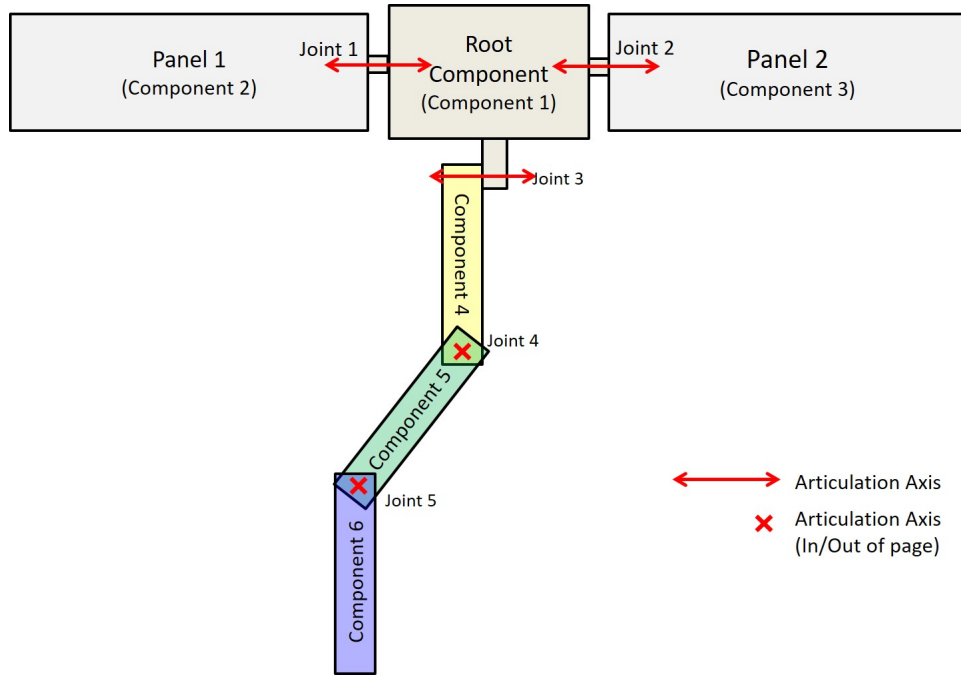 Panel 1
(Component 2)
Joint 1
Root
Component
(Component 1)
Joint 2
Panel 2
(Component 3)
Joint 3
Component 4
Joint 4
Component 5
Joint 5
Component 6
Articulation Axis
Articulation Axis
(In/Out of page)